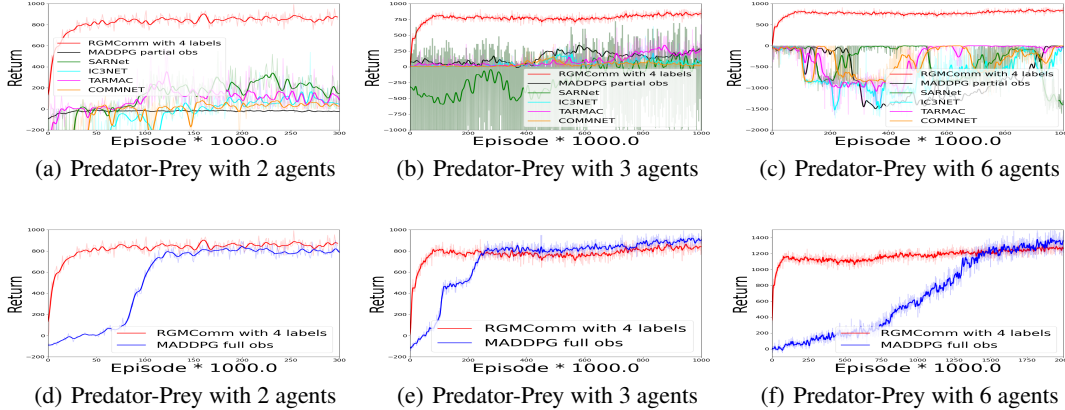 1000
800
600
400
200
0
-200
Return
RGMComm with 4 labels
MADDPG partial obs
SARNet
IC3NET
TARMAC
COMMNET
0 50 100 150 200 250 300
Episode * 1000.0
(a) Predator-Prey with 2 agents
1000
750
500
250
0
-250
-500
-750
-1000
Return
RGMComm with 4 labels
MADDPG partial obs
SARNet
IC3NET
TARMAC
COMMNET
0 200 400 600 800 1000
Episode * 1000.0
(b) Predator-Prey with 3 agents
500
0
-500
-1000
-1500
-2000
Return
RGMComm with 4 labels
MADDPG partial obs
SARNet
IC3NET
TARMAC
COMMNET
0 200 400 600 800
Episode * 1000.0
(c) Predator-Prey with 6 agents
1000
800
600
400
200
0
-200
Return
RGMComm with 4 labels
MADDPG full obs
0 50 100 150 200 250 300
Episode * 1000.0
(d) Predator-Prey with 2 agents
1000
800
600
400
200
0
-200
Return
RGMComm with 4 labels
MADDPG full obs
0 200 400 600 800 1000
Episode * 1000.0
(e) Predator-Prey with 3 agents
1400
1200
1000
800
600
400
200
0
Return
RGMComm with 4 labels
MADDPG full obs
0 250 500 750 1000 1250 1500 1750
Episode * 1000.0
(f) Predator-Prey with 6 agents